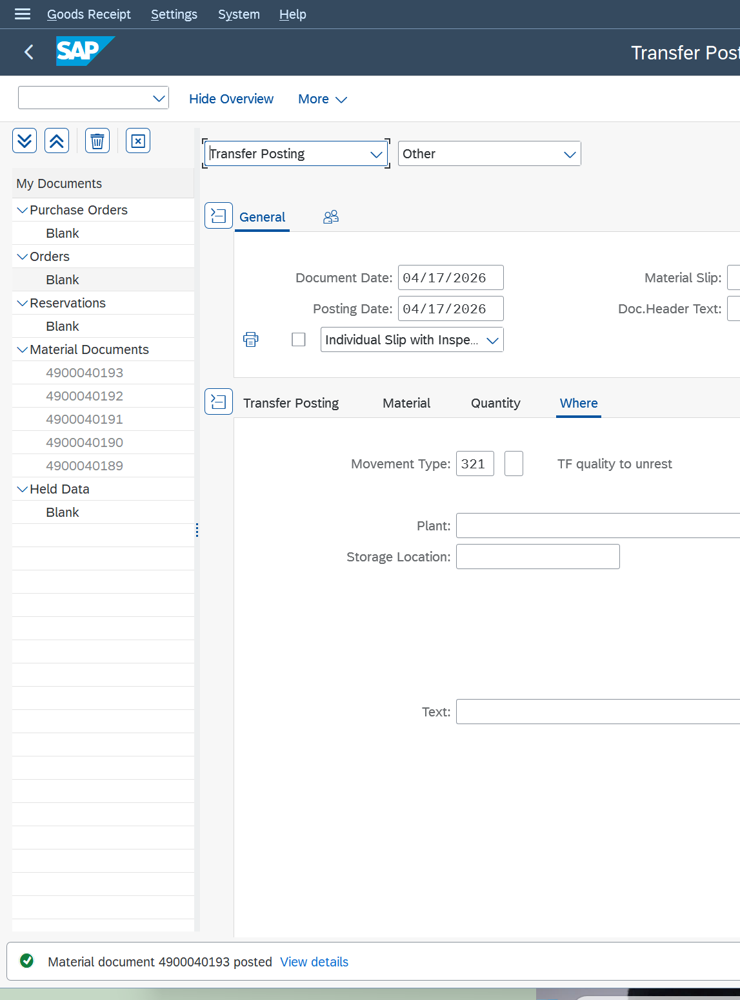 Goods Receipt Settings System Help
SAP Transfer Post
Hide Overview More
Transfer Posting Other
My Documents
Purchase Orders
Blank
Orders
Blank
Reservations
Blank
Material Documents
4900040193
4900040192
4900040191
4900040190
4900040189
Held Data
Blank
General
Document Date: 04/17/2026 Material Slip:
Posting Date: 04/17/2026 Doc.Header Text:
Individual Slip with Inspe...
Transfer Posting Material Quantity Where
Movement Type: 321 TF quality to unrest
Plant:
Storage Location:
Text:
Material document 4900040193 posted View details